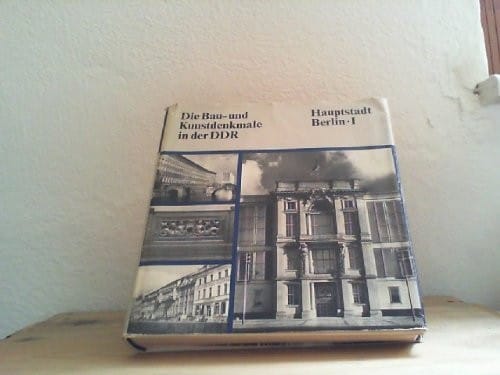 Die Bau- und
Kunstdenkmale
in der DDR
Hauptstadt
Berlin·I